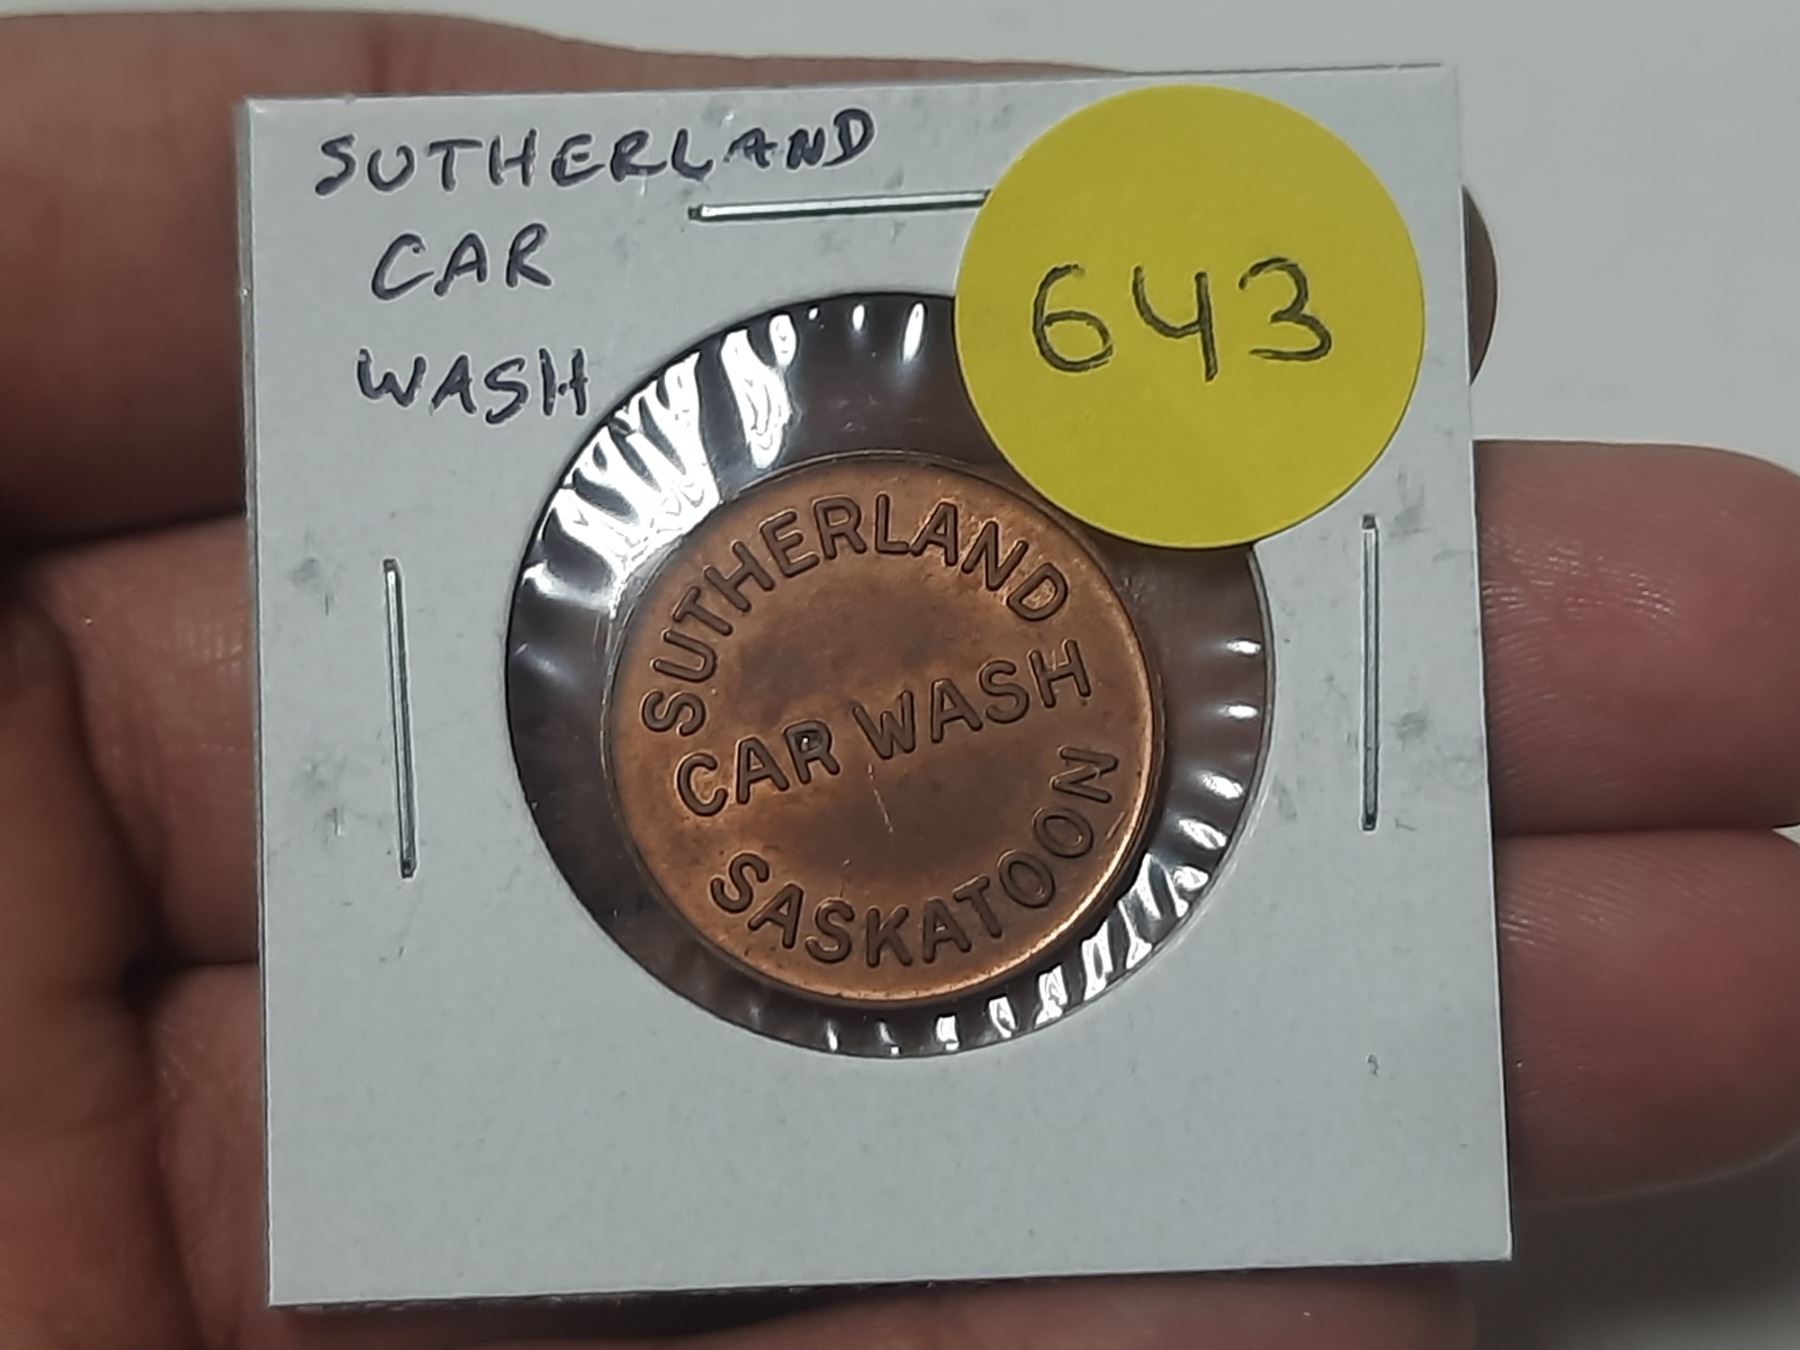 SUTHERLAND
CAR
WASH
643
SUTHERLAND
CAR WASH
SASKATOON